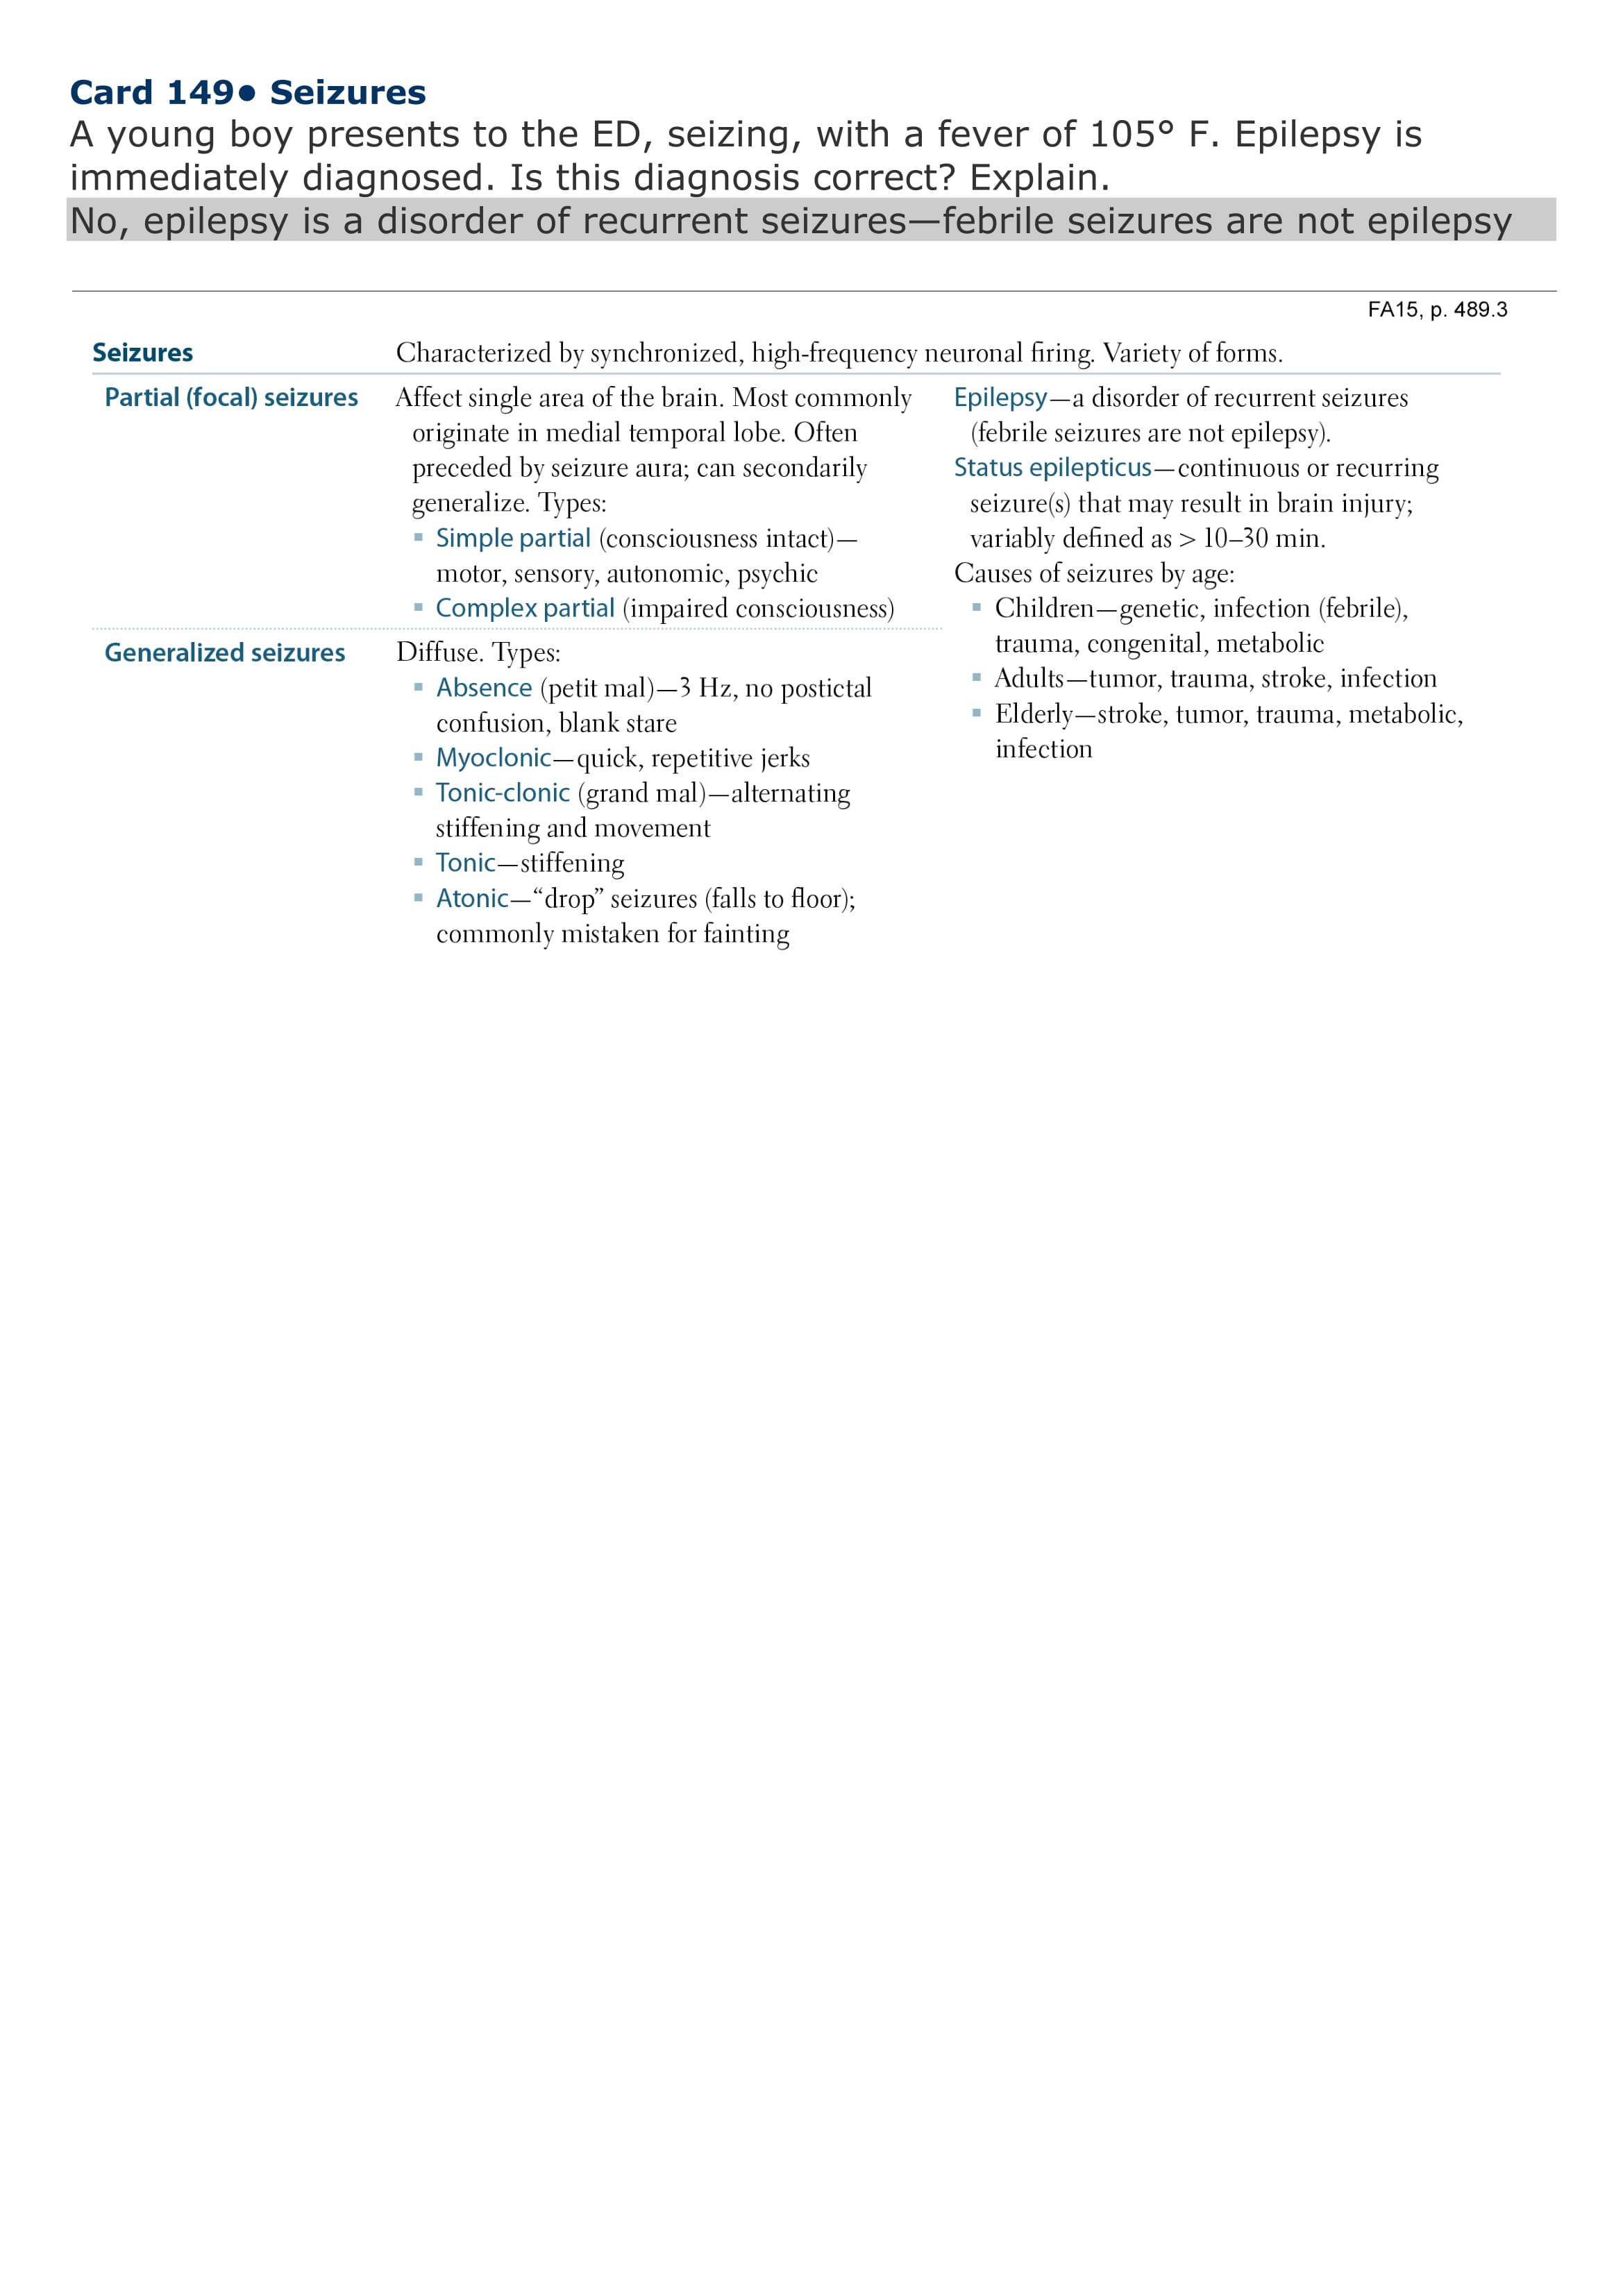 Card 149• Seizures
A young boy presents to the ED, seizing, with a fever of 105° F. Epilepsy is
immediately diagnosed. Is this diagnosis correct? Explain.
No, epilepsy is a disorder of recurrent seizures—febrile seizures are not epilepsy
FA15, p. 489.3
Seizures
Characterized by synchronized, high-frequency neuronal firing. Variety of forms.
Partial (focal) seizures
Affect single area of the brain. Most commonly
originate in medial temporal lobe. Often
preceded by seizure aura; can secondarily
generalize. Types:
▪ Simple partial (consciousness intact)—
motor, sensory, autonomic, psychic
▪ Complex partial (impaired consciousness)
Epilepsy—a disorder of recurrent seizures
(febrile seizures are not epilepsy).
Status epilepticus—continuous or recurring
seizure(s) that may result in brain injury;
variably defined as > 10–30 min.
Causes of seizures by age:
▪ Children—genetic, infection (febrile),
trauma, congenital, metabolic
▪ Adults—tumor, trauma, stroke, infection
▪ Elderly—stroke, tumor, trauma, metabolic,
infection
Generalized seizures
Diffuse. Types:
▪ Absence (petit mal)—3 Hz, no postictal
confusion, blank stare
▪ Myoclonic—quick, repetitive jerks
▪ Tonic-clonic (grand mal)—alternating
stiffening and movement
▪ Tonic—stiffening
▪ Atonic—“drop” seizures (falls to floor);
commonly mistaken for fainting